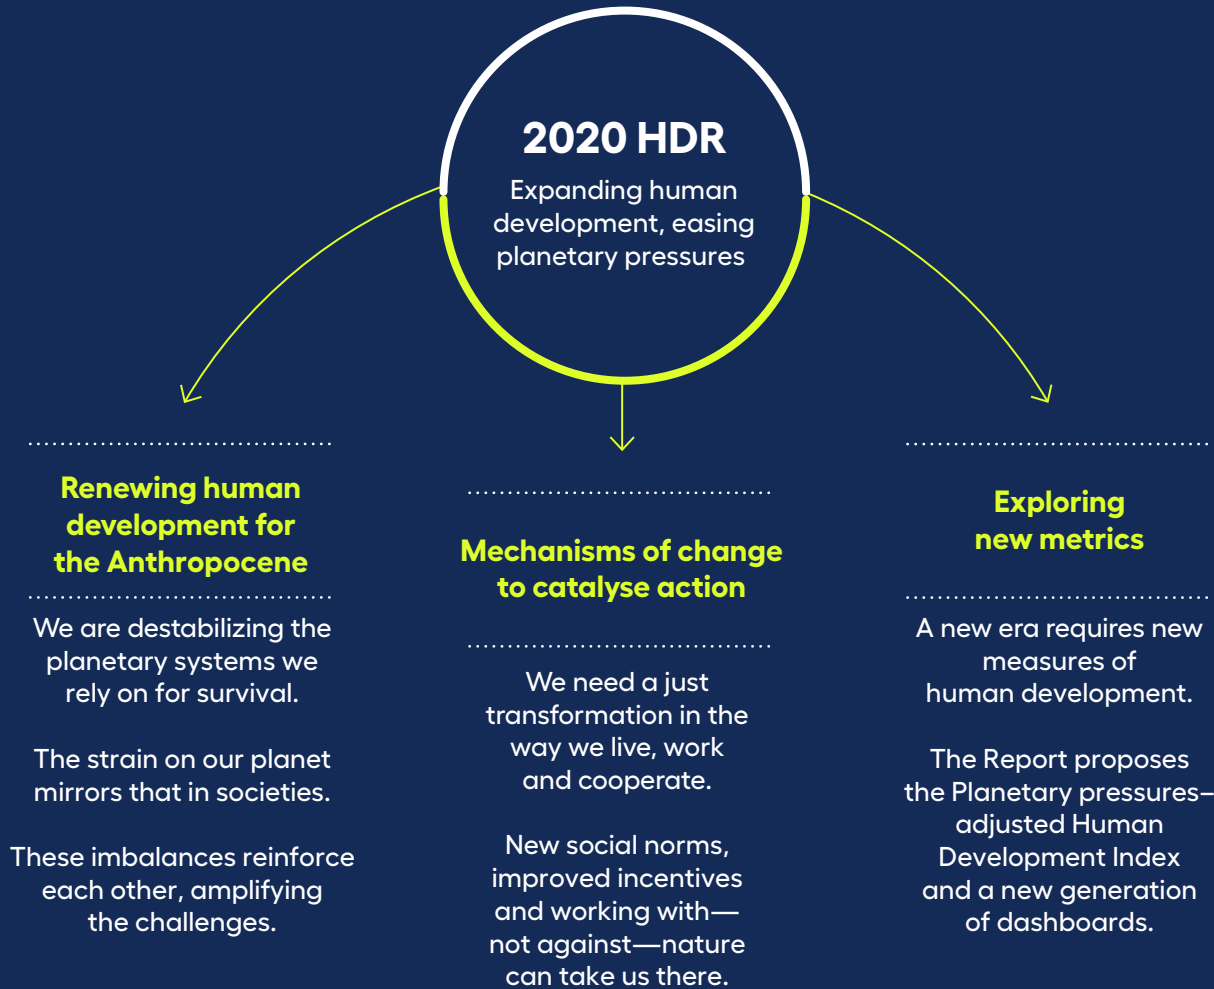 2020 HDR
Expanding human
development, easing
planetary pressures
Renewing human
development for
the Anthropocene
We are destabilizing the
planetary systems we
rely on for survival.
The strain on our planet
mirrors that in societies.
These imbalances reinforce
each other, amplifying
the challenges.
Mechanisms of change
to catalyse action
We need a just
transformation in the
way we live, work
and cooperate.
New social norms,
improved incentives
and working with—
not against—nature
can take us there.
Exploring
new metrics
A new era requires new
measures of
human development.
The Report proposes
the Planetary pressures–
adjusted Human
Development Index
and a new generation
of dashboards.